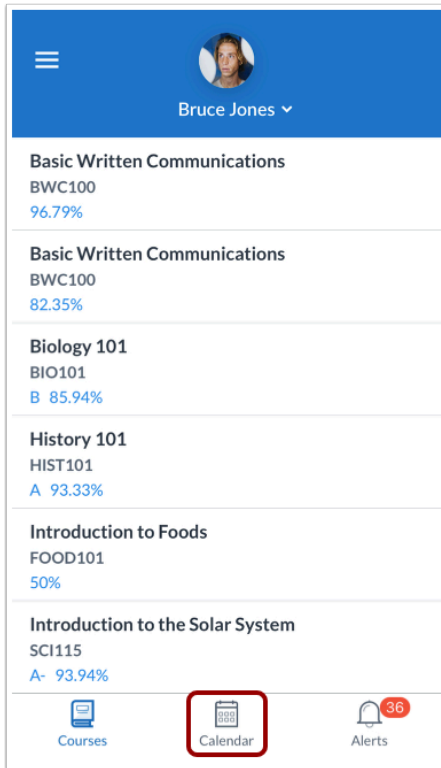 Bruce Jones
Basic Written Communications
BWC100
96.79%
Basic Written Communications
BWC100
82.35%
Biology 101
BIO101
B 85.94%
History 101
HIST101
A 93.33%
Introduction to Foods
FOOD101
50%
Introduction to the Solar System
SCI115
A- 93.94%
36
Courses Calendar Alerts